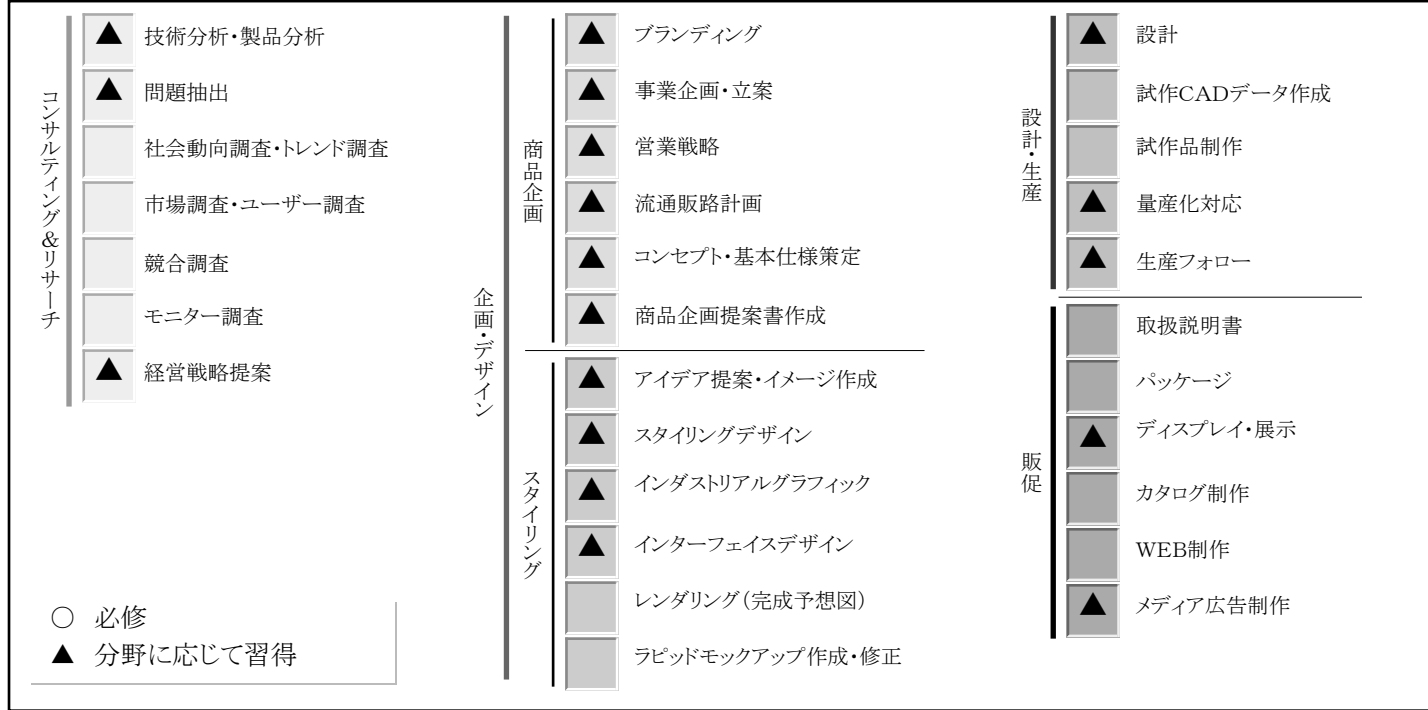 コンサルティング&リサーチ
▲ 技術分析・製品分析
▲ 問題抽出
社会動向調査・トレンド調査
市場調査・ユーザー調査
競合調査
モニター調査
▲ 経営戦略提案
企画・デザイン
商品企画
▲ ブランディング
▲ 事業企画・立案
▲ 営業戦略
▲ 流通販路計画
▲ コンセプト・基本仕様策定
▲ 商品企画提案書作成
スタイリング
▲ アイデア提案・イメージ作成
▲ スタイリングデザイン
▲ インダストリアルグラフィック
▲ インターフェイスデザイン
レンダリング(完成予想図)
ラピッドモックアップ作成・修正
設計・生産
▲ 設計
試作CADデータ作成
試作品制作
▲ 量産化対応
▲ 生産フォロー
販促
取扱説明書
パッケージ
▲ ディスプレイ・展示
カタログ制作
WEB制作
▲ メディア広告制作
○ 必修
▲ 分野に応じて習得